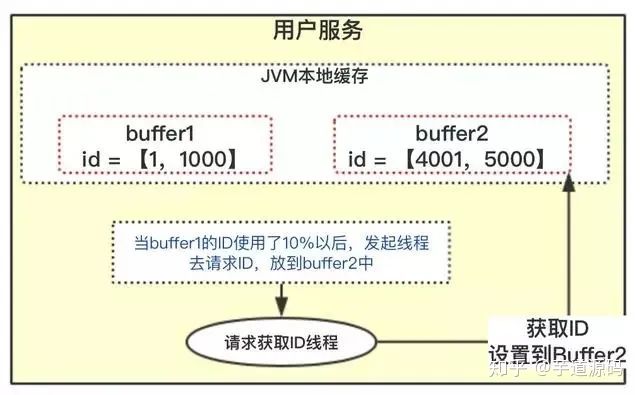 用户服务
JVM本地缓存
buffer1
id = 【1，1000】
buffer2
id = 【4001，5000】
当buffer1的ID使用了10%以后，发起线程
去请求ID，放到buffer2中
请求获取ID线程
获取ID
设置到Buffer2
知乎 @芋道源码